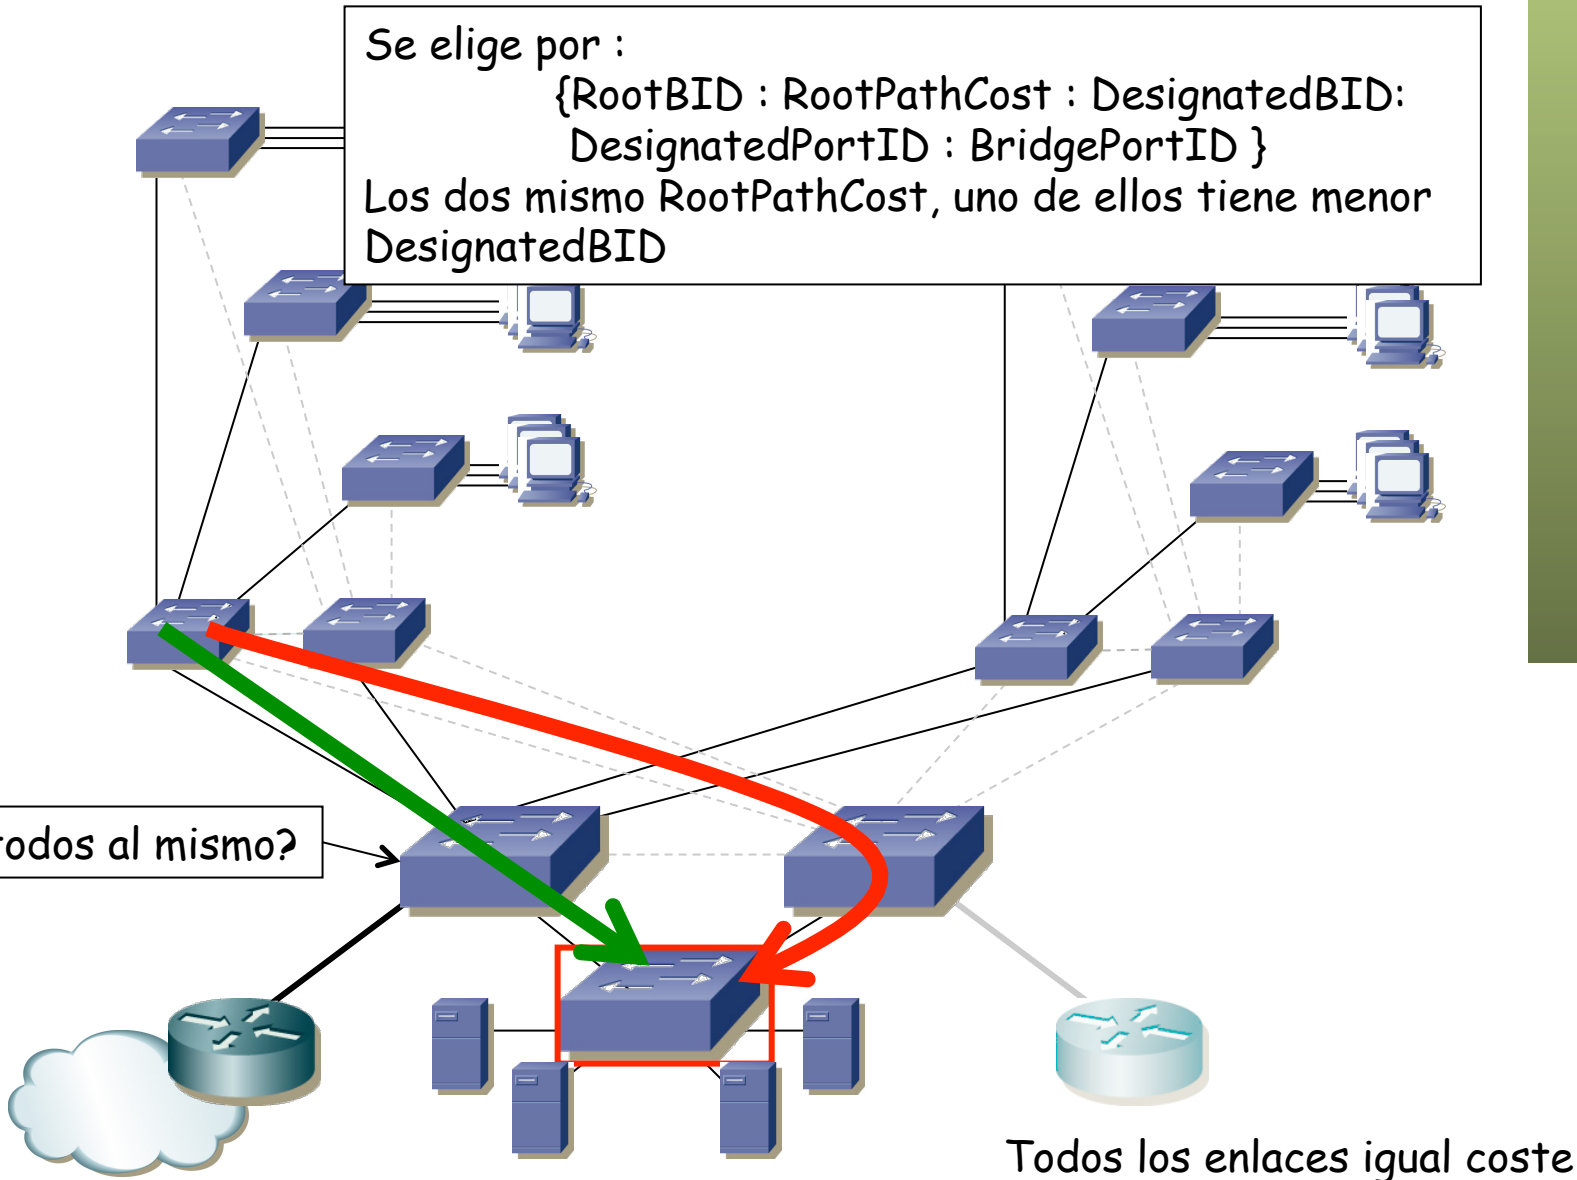 Se elige por :
{RootBID : RootPathCost : DesignatedBID:
DesignatedPortID : BridgePortID }
Los dos mismo RootPathCost, uno de ellos tiene menor
DesignatedBID
al mismo?
Todos los enlaces igual coste